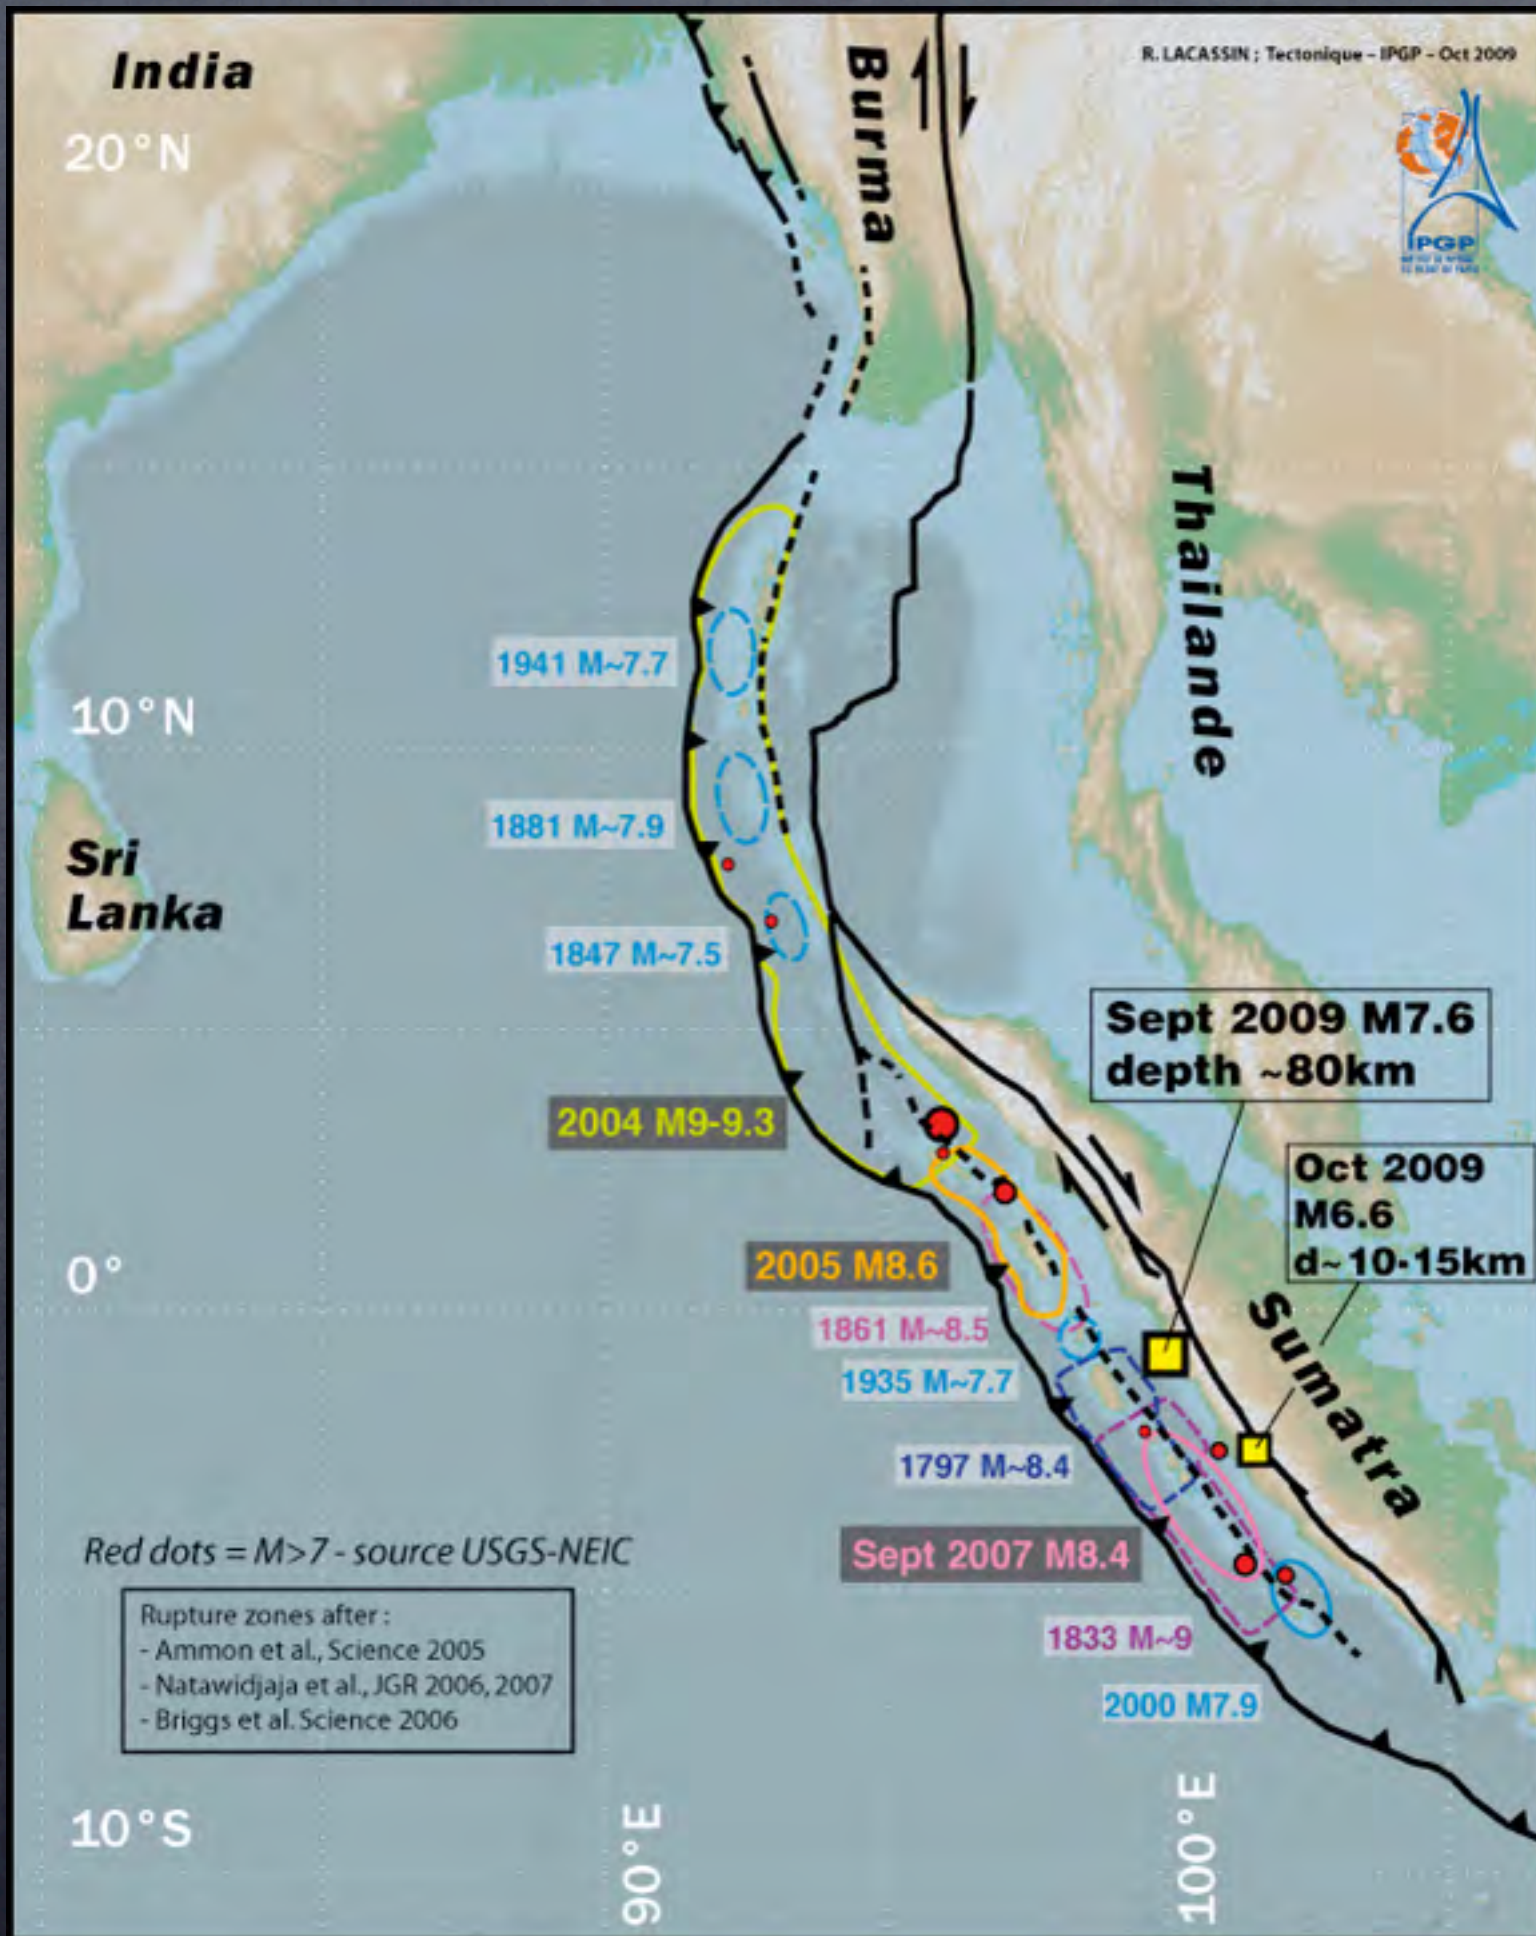 R. LACASSIN ; Tectonique – IPGP – Oct 2009
India
Burma
20°N
IPGP
Thailande
1941 M~7.7
10°N
1881 M~7.9
Sri
Lanka
1847 M~7.5
Sept 2009 M7.6
depth ~80km
2004 M9-9.3
Oct 2009
M6.6
d~10-15km
2005 M8.6
0°
Sumatra
1861 M~8.5
1935 M~7.7
1797 M~8.4
Red dots = M>7 - source USGS-NEIC
Sept 2007 M8.4
Rupture zones after :
- Ammon et al., Science 2005
- Natawidjaja et al., JGR 2006, 2007
- Briggs et al. Science 2006
1833 M~9
2000 M7.9
10°S
90°E
100°E